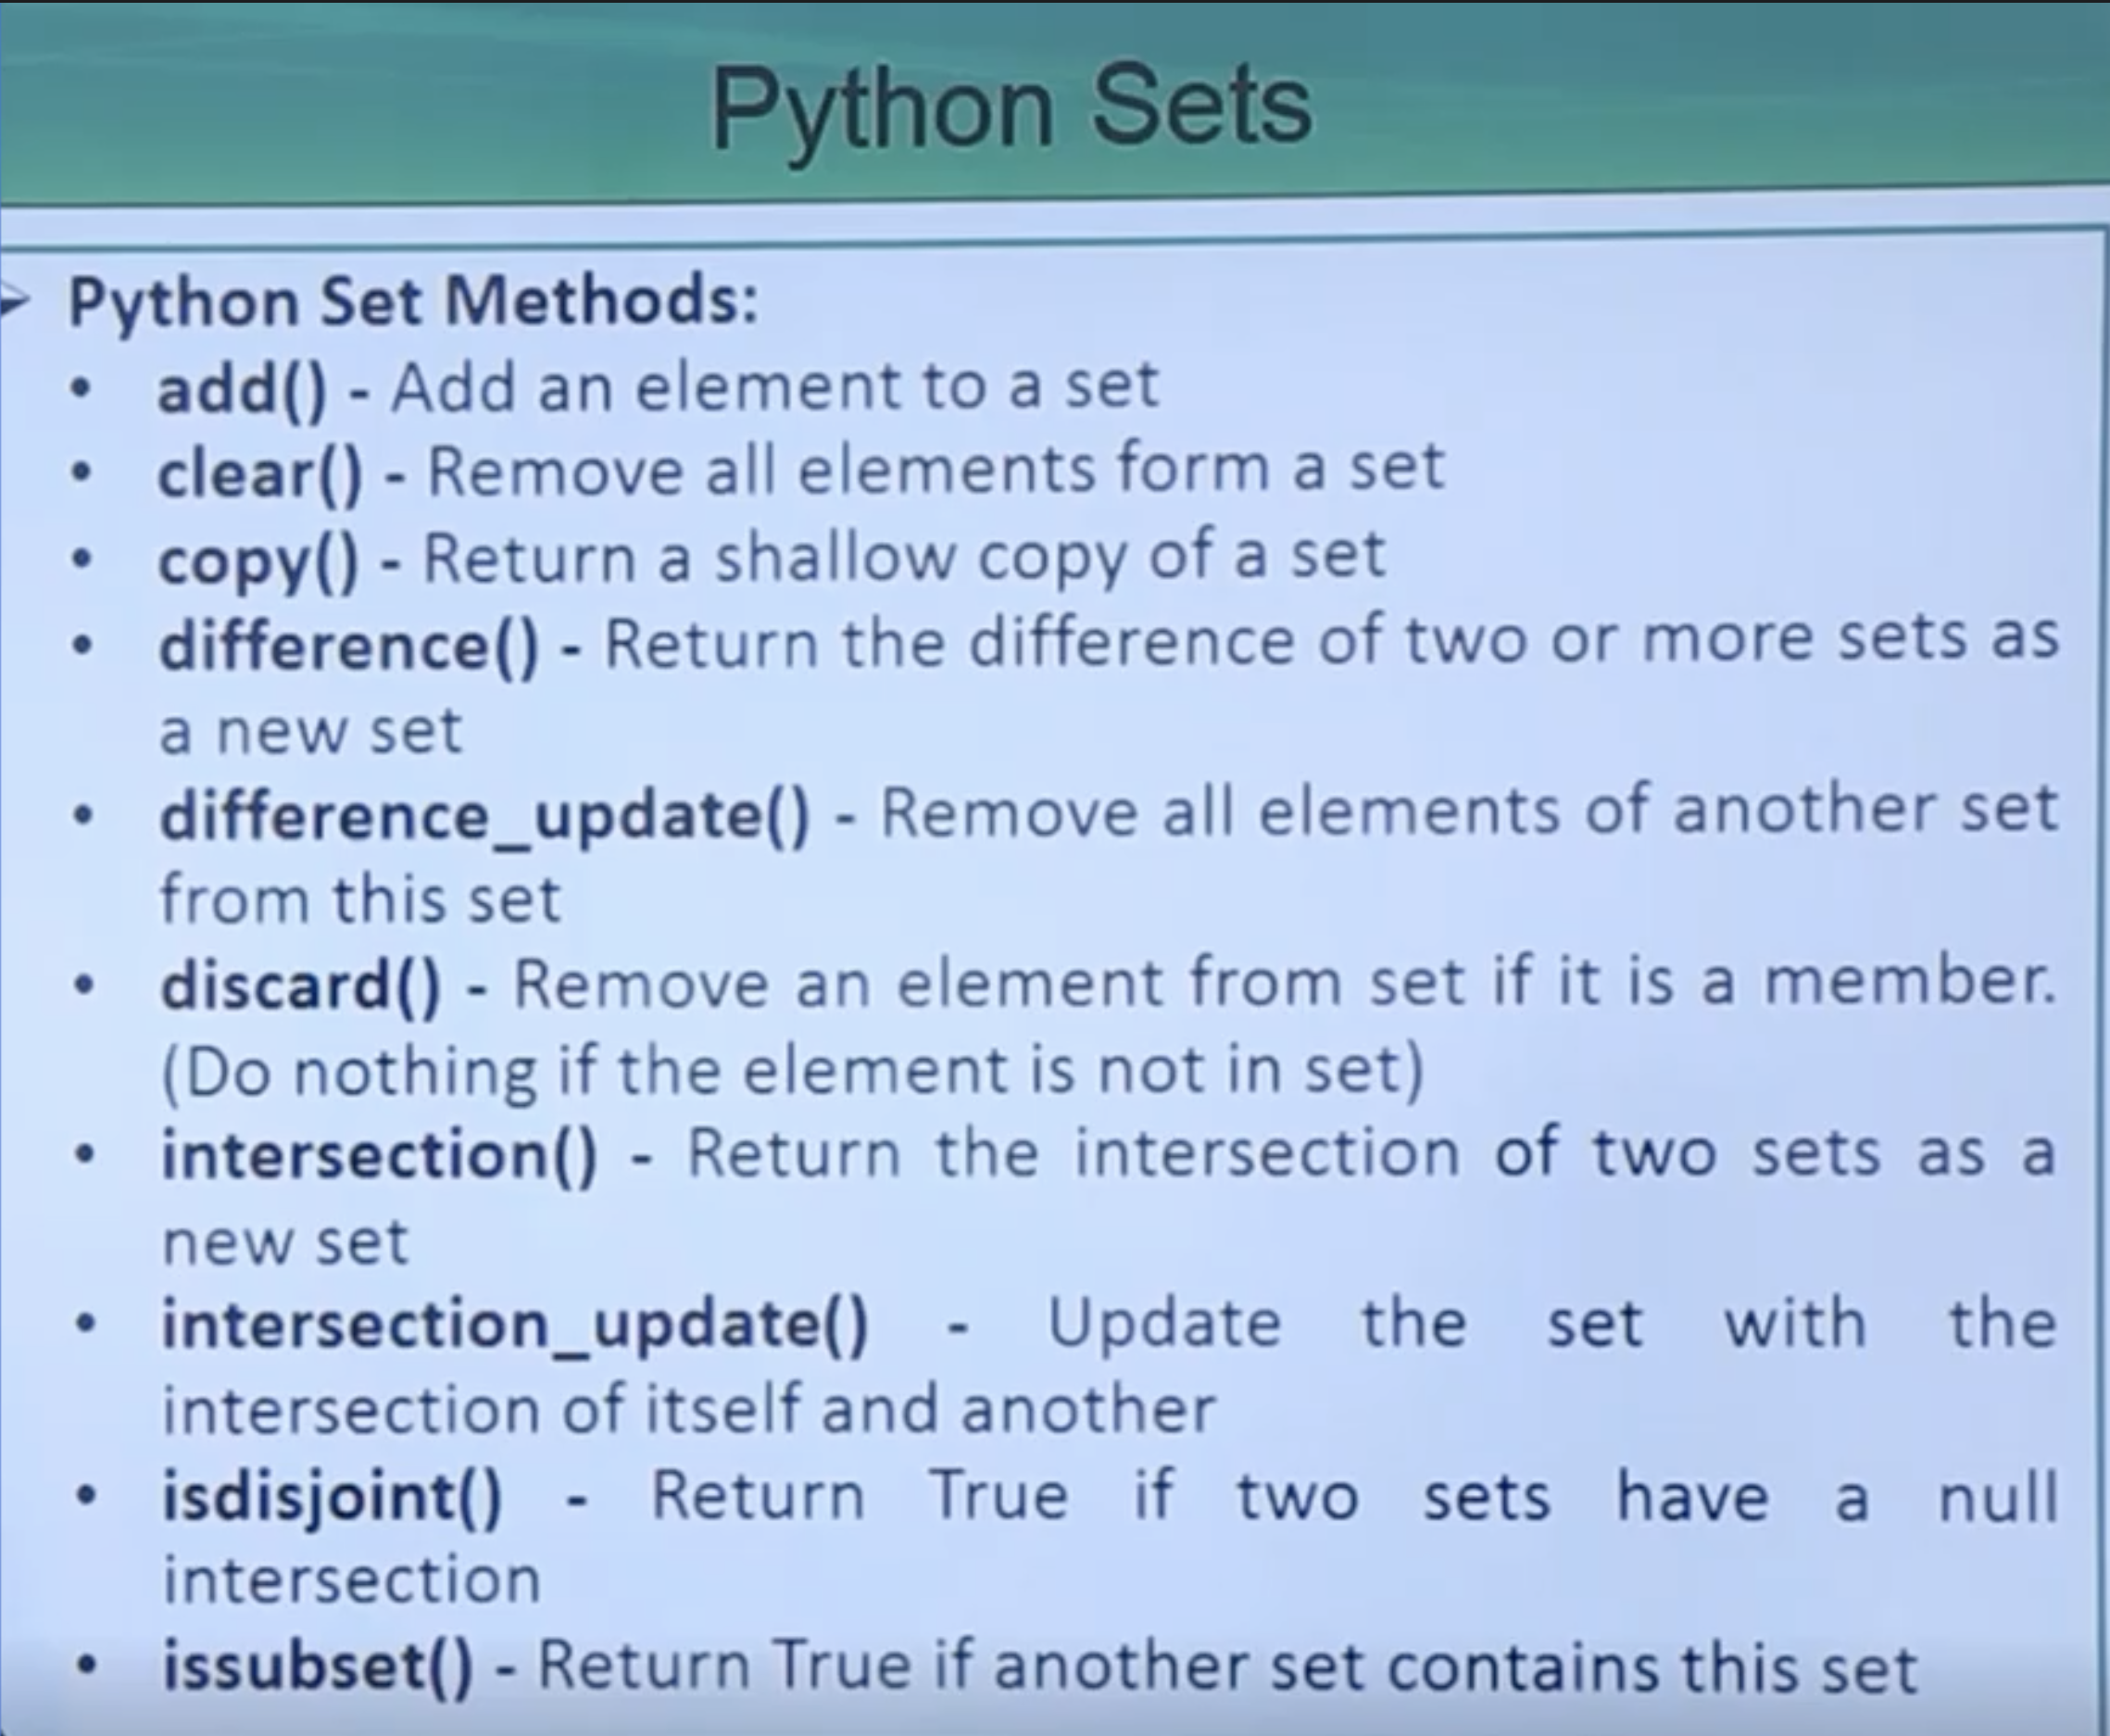 Python Sets
Python Set Methods:
• add() - Add an element to a set
• clear() - Remove all elements form a set
• copy() - Return a shallow copy of a set
• difference() - Return the difference of two or more sets as
a new set
• difference_update() - Remove all elements of another set
from this set
• discard() - Remove an element from set if it is a member.
(Do nothing if the element is not in set)
• intersection() - Return the intersection of two sets as a
new set
• intersection_update() - Update the set with the
intersection of itself and another
• isdisjoint() - Return True if two sets have a null
intersection
• issubset() - Return True if another set contains this set